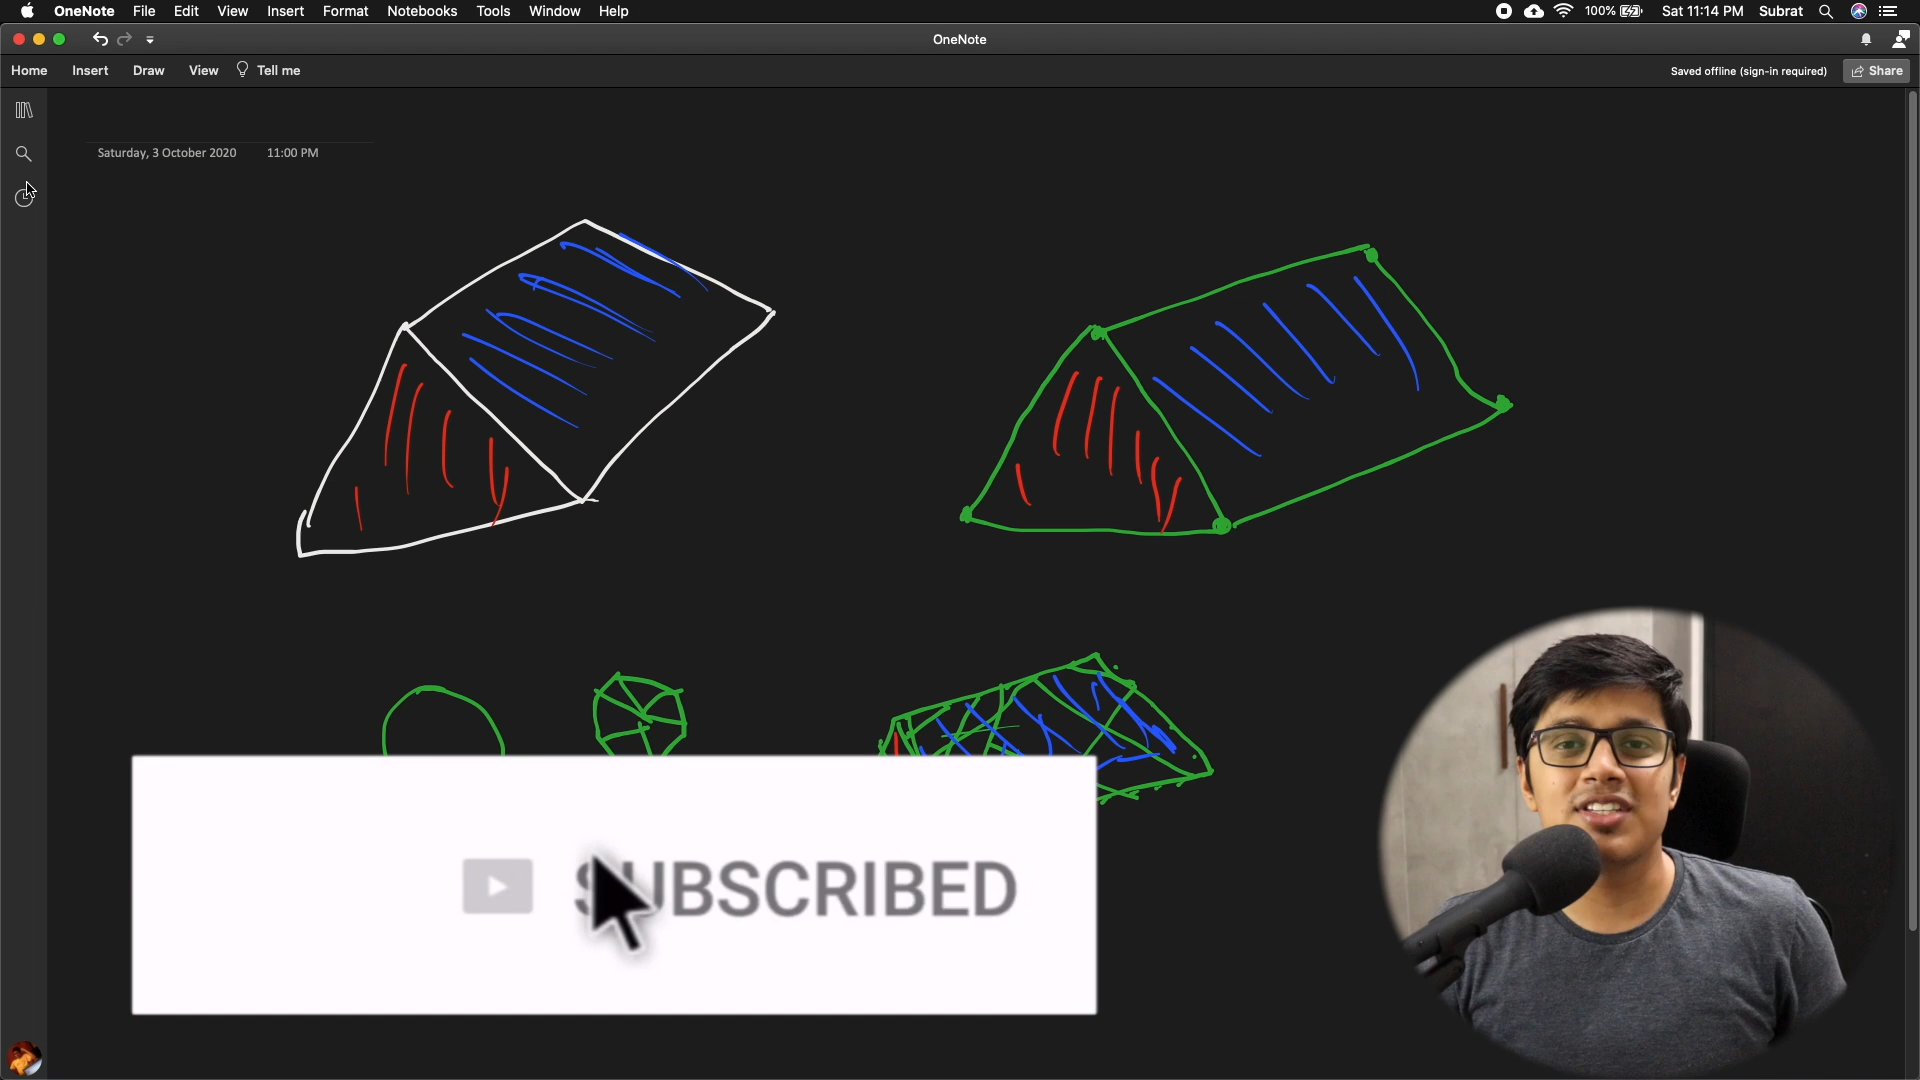 OneNote File Edit View Insert Format Notebooks Tools Window Help
100% Sat 11:14 PM Subrat
OneNote
Home Insert Draw View Tell me
Saved offline (sign-in required) Share
Saturday, 3 October 2020 11:00 PM
SUBSCRIBED